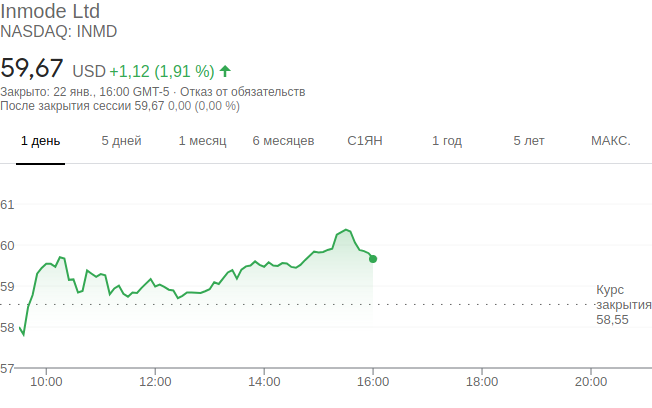 Inmode Ltd
NASDAQ: INMD
59,67 USD +1,12 (1,91 %)
Закрыто: 22 янв., 16:00 GMT-5 · Отказ от обязательств
После закрытия сессии 59,67 0,00 (0,00 %)
1 день 5 дней 1 месяц 6 месяцев С1ЯН 1 год 5 лет МАКС.
61
60
59
58
57
Курс
закрытия
58,55
10:00 12:00 14:00 16:00 18:00 20:00